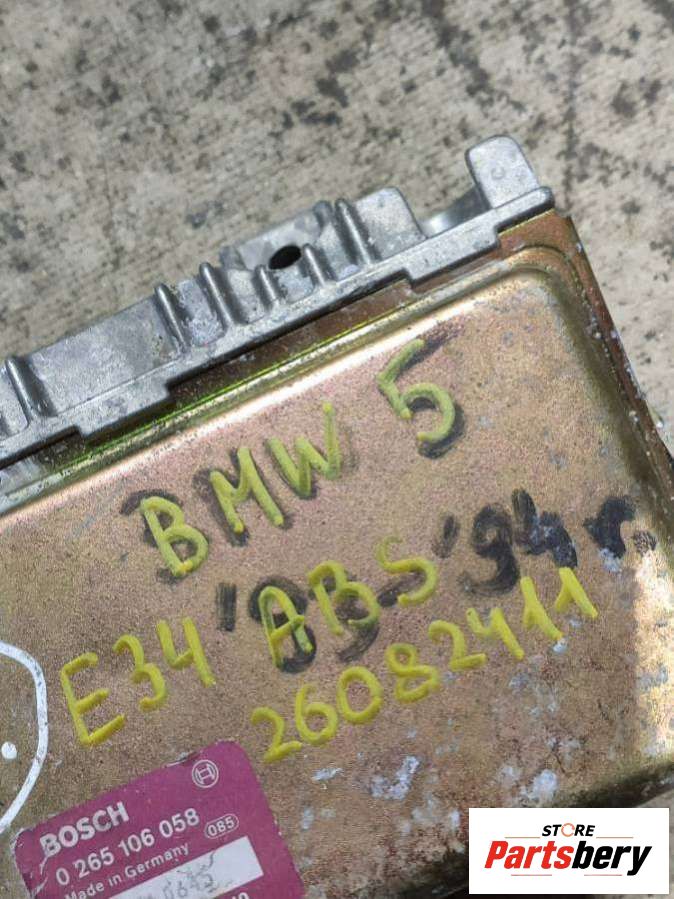 BMW 5
E34 ABS
'94 r
26082411
BOSCH
0 265 106 058
085
Made in Germany
STORE
Partsbery